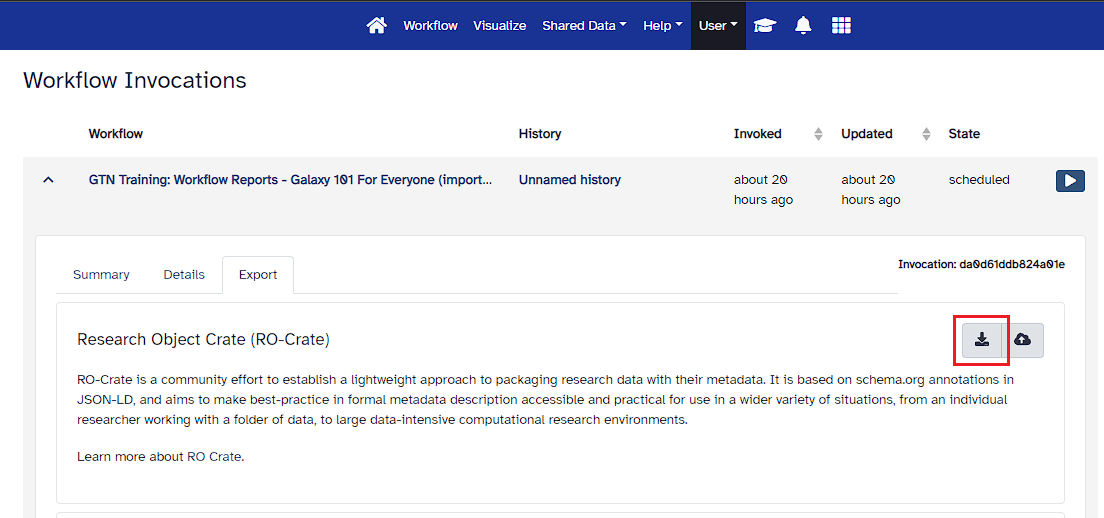 Workflow Visualize Shared Data Help User
Workflow Invocations
Workflow History Invoked Updated State
GTN Training: Workflow Reports - Galaxy 101 For Everyone (import... Unnamed history about 20 about 20 scheduled
hours ago hours ago
Invocation: da0d61ddb824a01e
Summary Details Export
Research Object Crate (RO-Crate)
RO-Crate is a community effort to establish a lightweight approach to packaging research data with their metadata. It is based on schema.org annotations in
JSON-LD, and aims to make best-practice in formal metadata description accessible and practical for use in a wider variety of situations, from an individual
researcher working with a folder of data, to large data-intensive computational research environments.
Learn more about RO Crate.